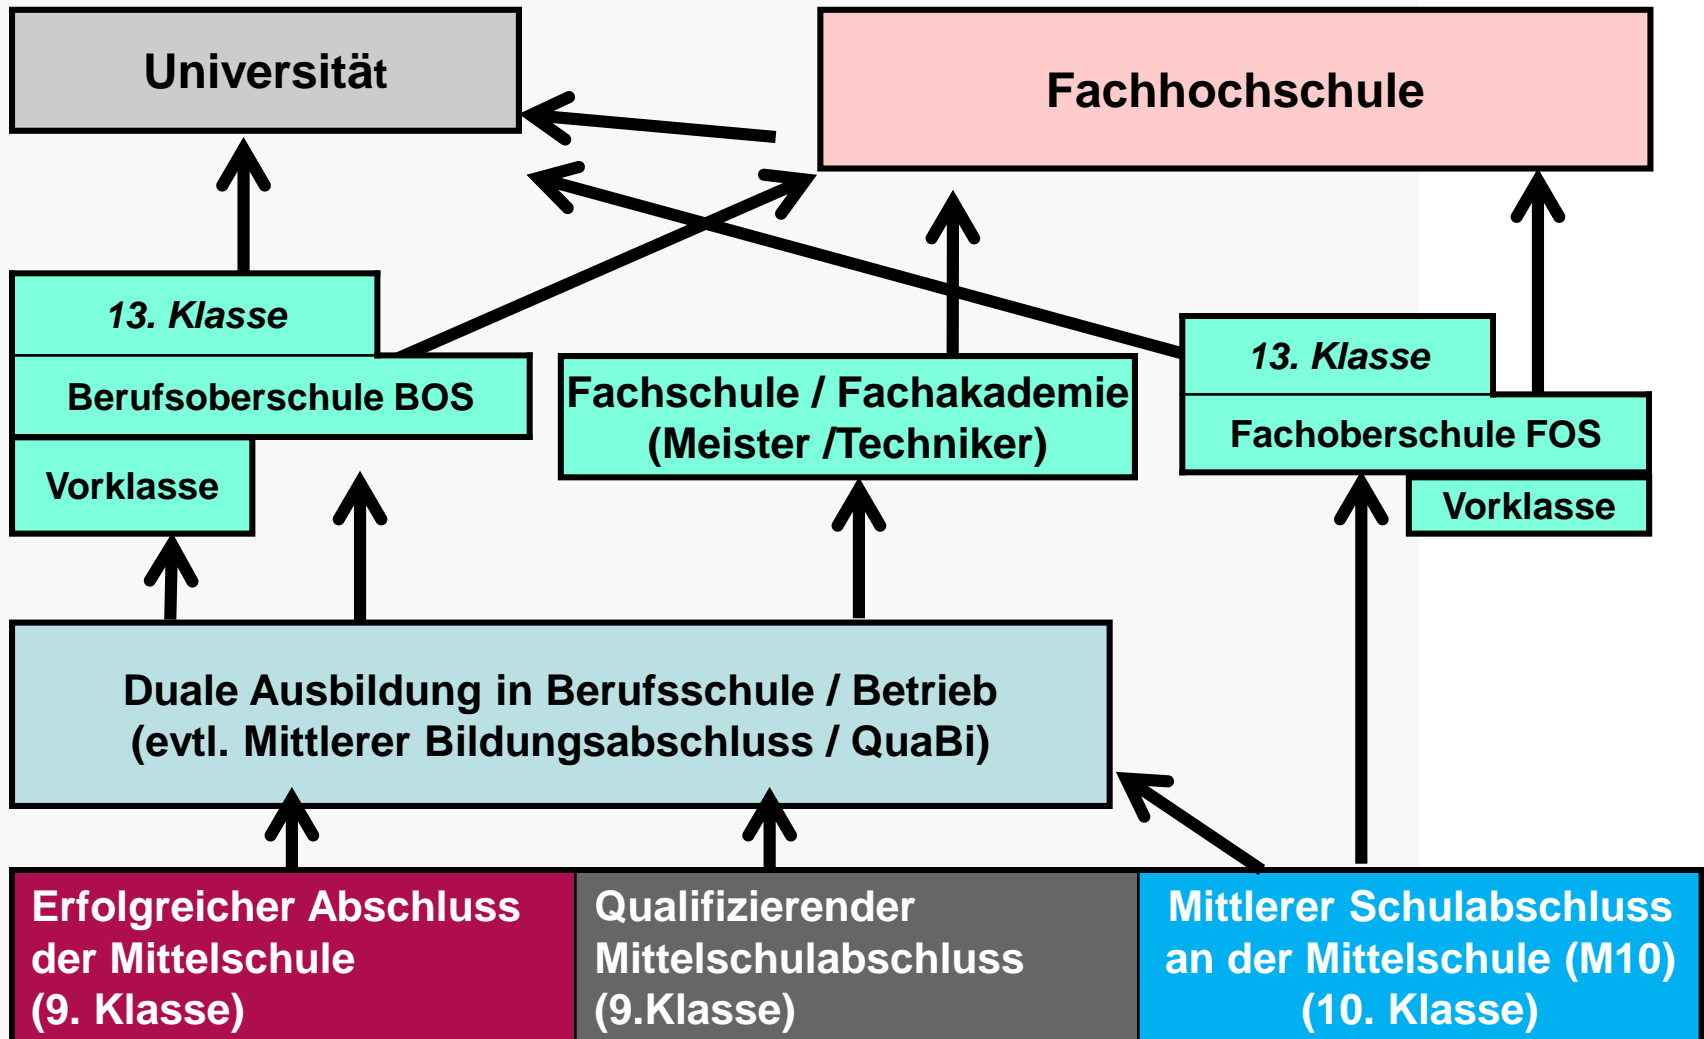 Universität
Fachhochschule
13. Klasse
Berufsoberschule BOS
Vorklasse
Fachschule / Fachakademie
(Meister /Techniker)
13. Klasse
Fachoberschule FOS
Vorklasse
Duale Ausbildung in Berufsschule / Betrieb
(evtl. Mittlerer Bildungsabschluss / QuaBi)
Erfolgreicher Abschluss
der Mittelschule
(9. Klasse)
Qualifizierender
Mittelschulabschluss
(9.Klasse)
Mittlerer Schulabschluss
an der Mittelschule (M10)
(10. Klasse)